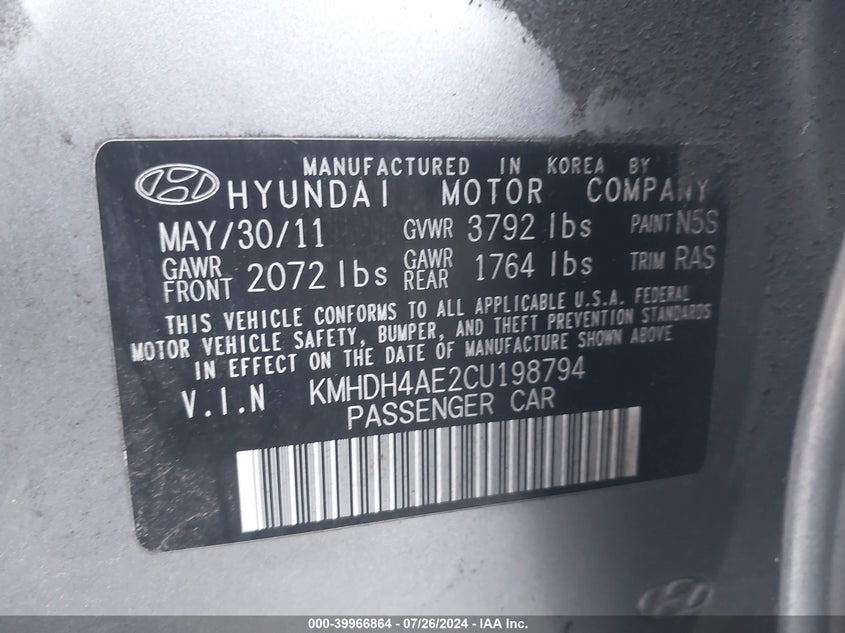 MANUFACTURED IN KOREA BY
HYUNDAI MOTOR COMPANY
MAY/30/11 GVWR 3792 lbs PAINT N5S
GAWR FRONT 2072 lbs GAWR REAR 1764 lbs TRIM RAS
THIS VEHICLE CONFORMS TO ALL APPLICABLE U.S.A. FEDERAL
MOTOR VEHICLE SAFETY, BUMPER, AND THEFT PREVENTION STANDARDS
IN EFFECT ON THE DATE OF MANUFACTURE SHOWN ABOVE
V.I.N KMHDH4AE2CU198794
PASSENGER CAR
000-39966864 / 07/26/2024 / IAAI.COM